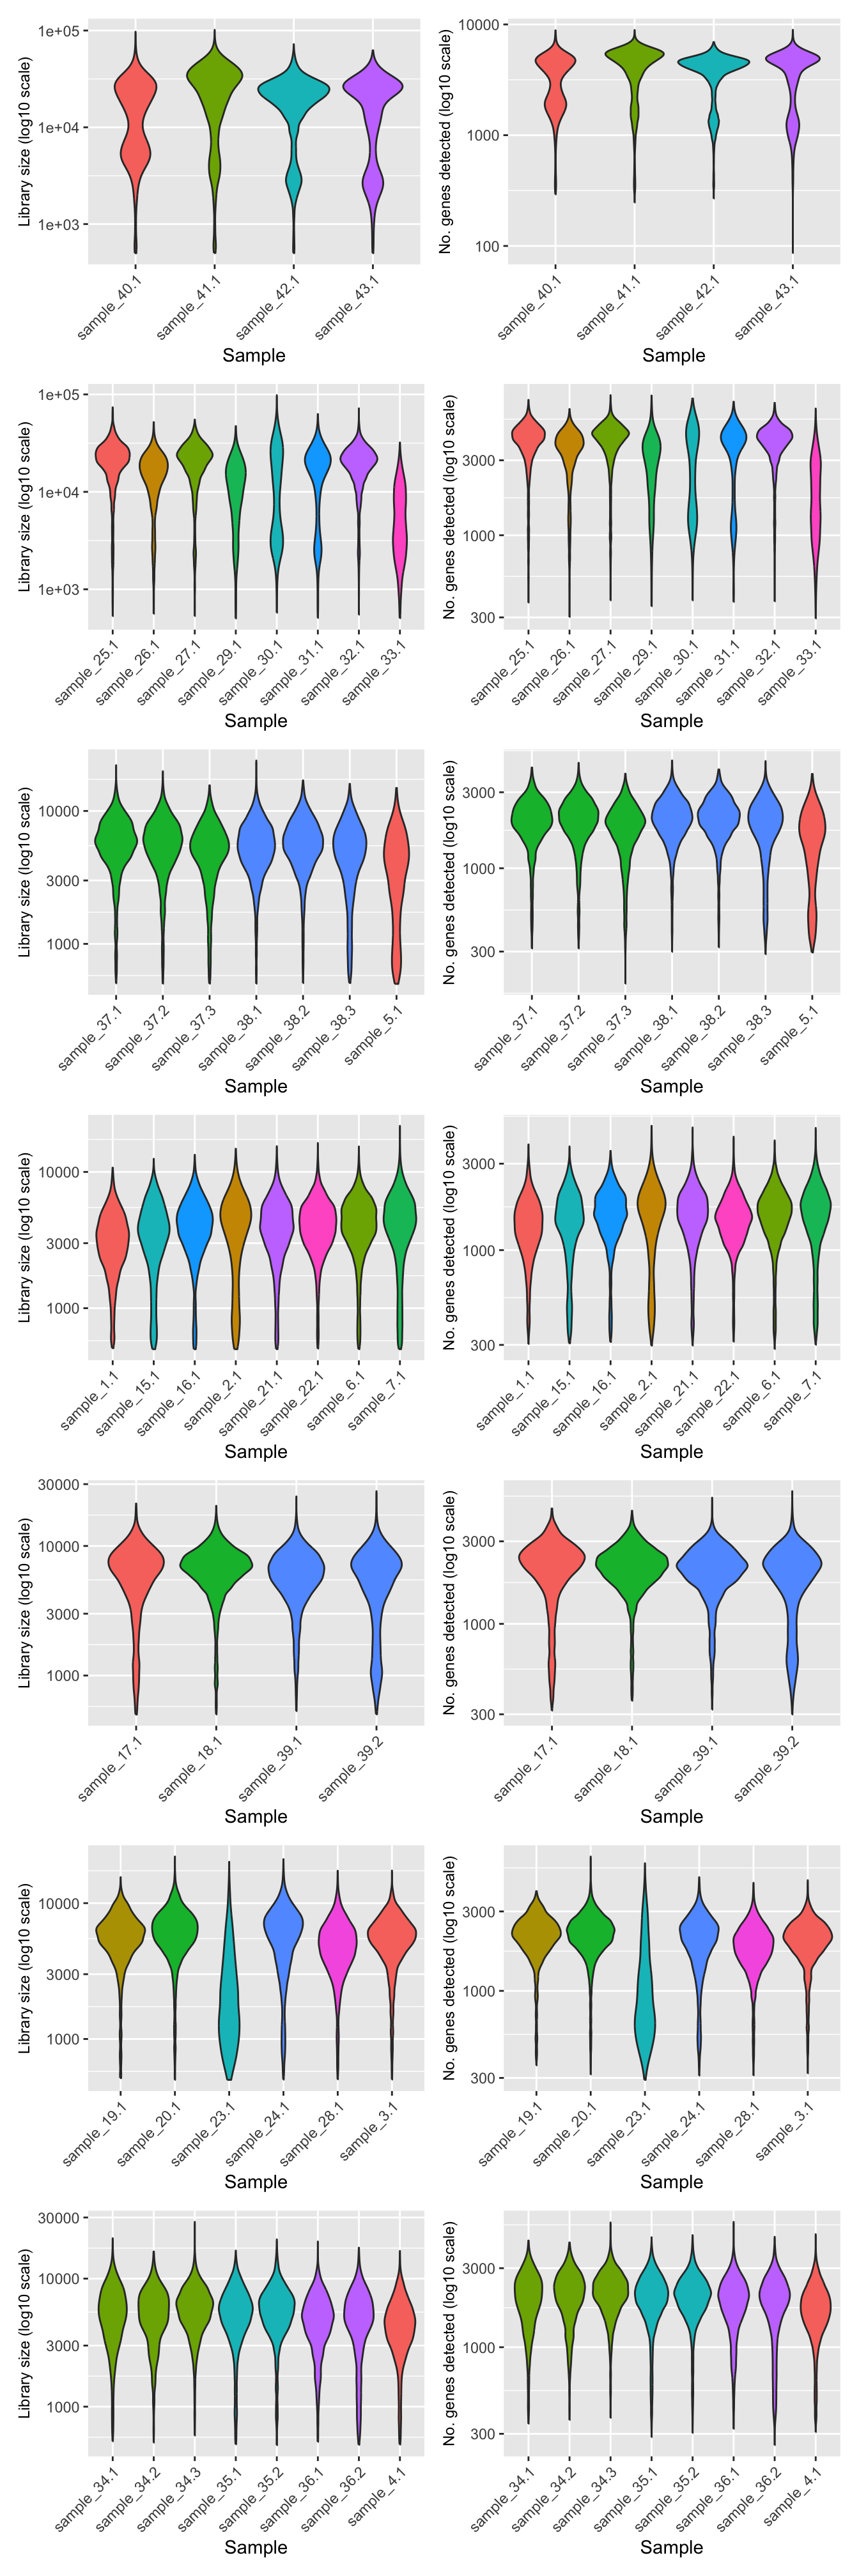 Library size (log10 scale)
1e+05
1e+04
1e+03
sample_40.1
sample_41.1
sample_42.1
sample_43.1
Sample
No. genes detected (log10 scale)
10000
1000
100
sample_40.1
sample_41.1
sample_42.1
sample_43.1
Sample
Library size (log10 scale)
1e+05
1e+04
1e+03
sample_25.1
sample_26.1
sample_27.1
sample_29.1
sample_30.1
sample_31.1
sample_32.1
sample_33.1
Sample
No. genes detected (log10 scale)
3000
1000
300
sample_25.1
sample_26.1
sample_27.1
sample_29.1
sample_30.1
sample_31.1
sample_32.1
sample_33.1
Sample
Library size (log10 scale)
10000
3000
1000
sample_37.1
sample_37.2
sample_37.3
sample_38.1
sample_38.2
sample_38.3
sample_5.1
Sample
No. genes detected (log10 scale)
3000
1000
300
sample_37.1
sample_37.2
sample_37.3
sample_38.1
sample_38.2
sample_38.3
sample_5.1
Sample
Library size (log10 scale)
10000
3000
1000
sample_1.1
sample_15.1
sample_16.1
sample_2.1
sample_21.1
sample_22.1
sample_6.1
sample_7.1
Sample
No. genes detected (log10 scale)
3000
1000
300
sample_1.1
sample_15.1
sample_16.1
sample_2.1
sample_21.1
sample_22.1
sample_6.1
sample_7.1
Sample
Library size (log10 scale)
30000
10000
3000
1000
sample_17.1
sample_18.1
sample_39.1
sample_39.2
Sample
No. genes detected (log10 scale)
3000
1000
300
sample_17.1
sample_18.1
sample_39.1
sample_39.2
Sample
Library size (log10 scale)
10000
3000
1000
sample_19.1
sample_20.1
sample_23.1
sample_24.1
sample_28.1
sample_3.1
Sample
No. genes detected (log10 scale)
3000
1000
300
sample_19.1
sample_20.1
sample_23.1
sample_24.1
sample_28.1
sample_3.1
Sample
Library size (log10 scale)
30000
10000
3000
1000
sample_34.1
sample_34.2
sample_34.3
sample_35.1
sample_35.2
sample_36.1
sample_36.2
sample_4.1
Sample
No. genes detected (log10 scale)
3000
1000
300
sample_34.1
sample_34.2
sample_34.3
sample_35.1
sample_35.2
sample_36.1
sample_36.2
sample_4.1
Sample